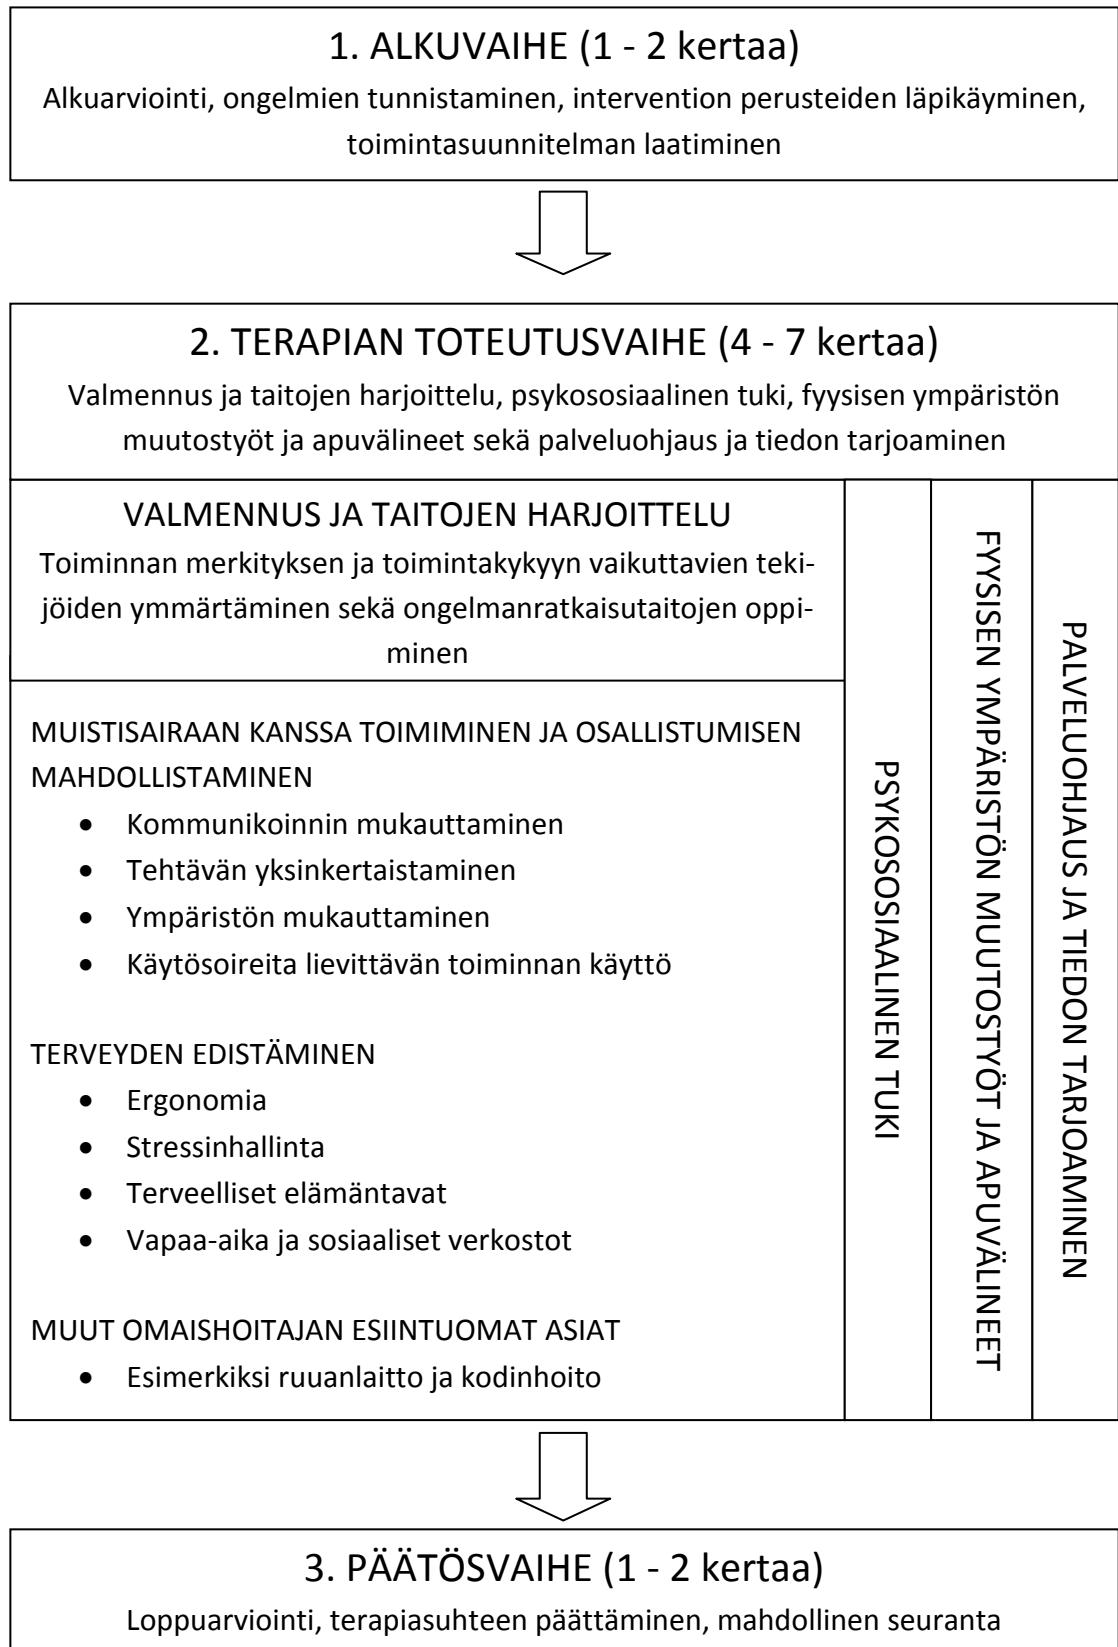 1. ALKUVAIHE (1 - 2 kertaa)
Alkuarviointi, ongelmien tunnistaminen, intervention perusteiden läpikäyminen,
toimintasuunnitelman laatiminen
2. TERAPIAN TOTEUTUSVAIHE (4 - 7 kertaa)
Valmennus ja taitojen harjoittelu, psykososiaalinen tuki, fyysisen ympäristön
muutostyöt ja apuvälineet sekä palveluohjaus ja tiedon tarjoaminen
VALMENNUS JA TAITOJEN HARJOITTELU
Toiminnan merkityksen ja toimintakykyyn vaikuttavien teki-
jöiden ymmärtäminen sekä ongelmanratkaisutaitojen oppi-
minen
MUISTISAIRAAN KANSSA TOIMIMINEN JA OSALLISTUMISEN
MAHDOLLISTAMINEN
• Kommunikoinnin mukauttaminen
• Tehtävän yksinkertaistaminen
• Ympäristön mukauttaminen
• Käytösoireita lievittävän toiminnan käyttö
TERVEYDEN EDISTÄMINEN
• Ergonomia
• Stressinhallinta
• Terveelliset elämäntavat
• Vapaa-aika ja sosiaaliset verkostot
MUUT OMAISHOITAJAN ESIINTUOMAT ASIAT
• Esimerkiksi ruuanlaitto ja kodinhoito
PSYKOSOSIAALINEN TUKI
FYYSISEN YMPÄRISTÖN MUUTOSTYÖT JA APUVÄLINEET
PALVELUOHJAUS JA TIEDON TARJOAMINEN
3. PÄÄTÖSVAIHE (1 - 2 kertaa)
Loppuarviointi, terapiasuhteen päättäminen, mahdollinen seuranta